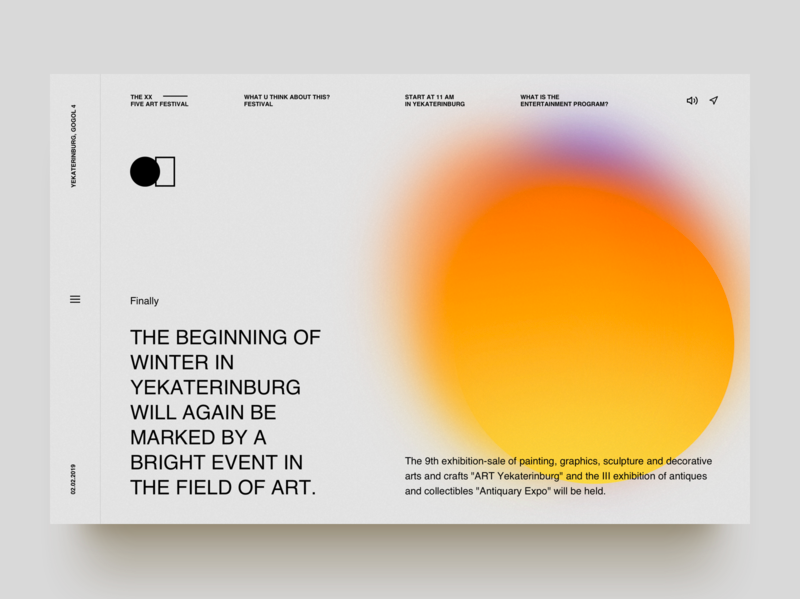 YEKATERINBURG, GOGOL 4
02.02.2019
THE XX
FIVE ART FESTIVAL
WHAT U THINK ABOUT THIS?
FESTIVAL
START AT 11 AM
IN YEKATERINBURG
WHAT IS THE
ENTERTAINMENT PROGRAM?
Finally
THE BEGINNING OF
WINTER IN
YEKATERINBURG
WILL AGAIN BE
MARKED BY A
BRIGHT EVENT IN
THE FIELD OF ART.
The 9th exhibition-sale of painting, graphics, sculpture and decorative
arts and crafts "ART Yekaterinburg" and the III exhibition of antiques
and collectibles "Antiquary Expo" will be held.